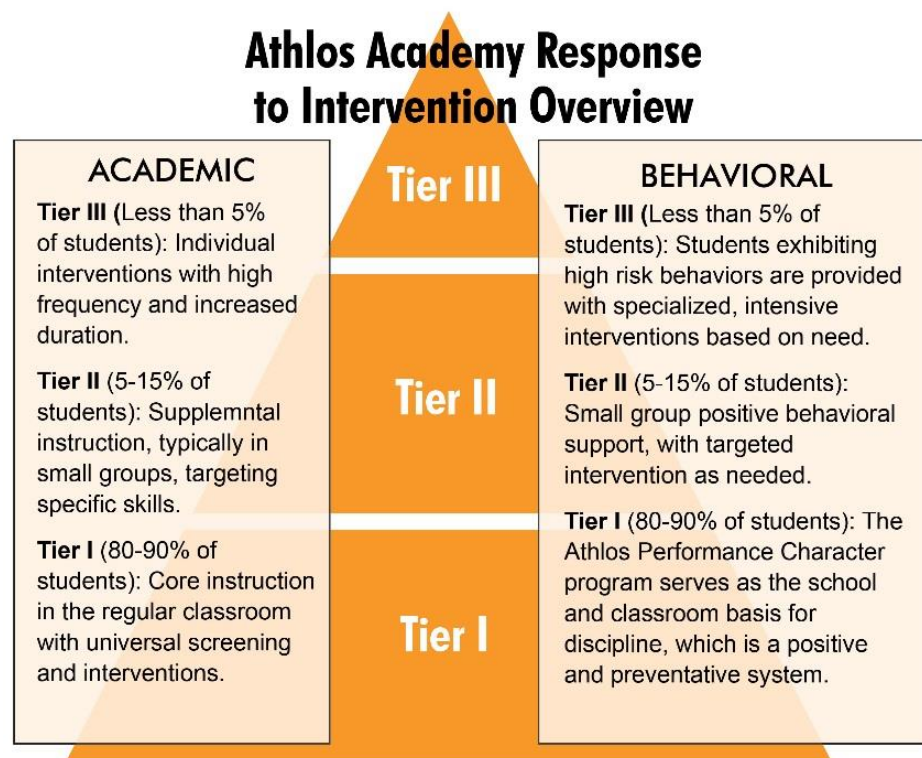 Athlos Academy Response
to Intervention Overview
ACADEMIC
Tier III (Less than 5%
of students): Individual
interventions with high
frequency and increased
duration.
Tier II (5-15% of
students): Supplemntal
instruction, typically in
small groups, targeting
specific skills.
Tier I (80-90% of
students): Core instruction
in the regular classroom
with universal screening
and interventions.
Tier III
Tier II
Tier I
BEHAVIORAL
Tier III (Less than 5% of
students): Students exhibiting
high risk behaviors are provided
with specialized, intensive
interventions based on need.
Tier II (5-15% of students):
Small group positive behavioral
support, with targeted
intervention as needed.
Tier I (80-90% of students): The
Athlos Performance Character
program serves as the school
and classroom basis for
discipline, which is a positive
and preventative system.